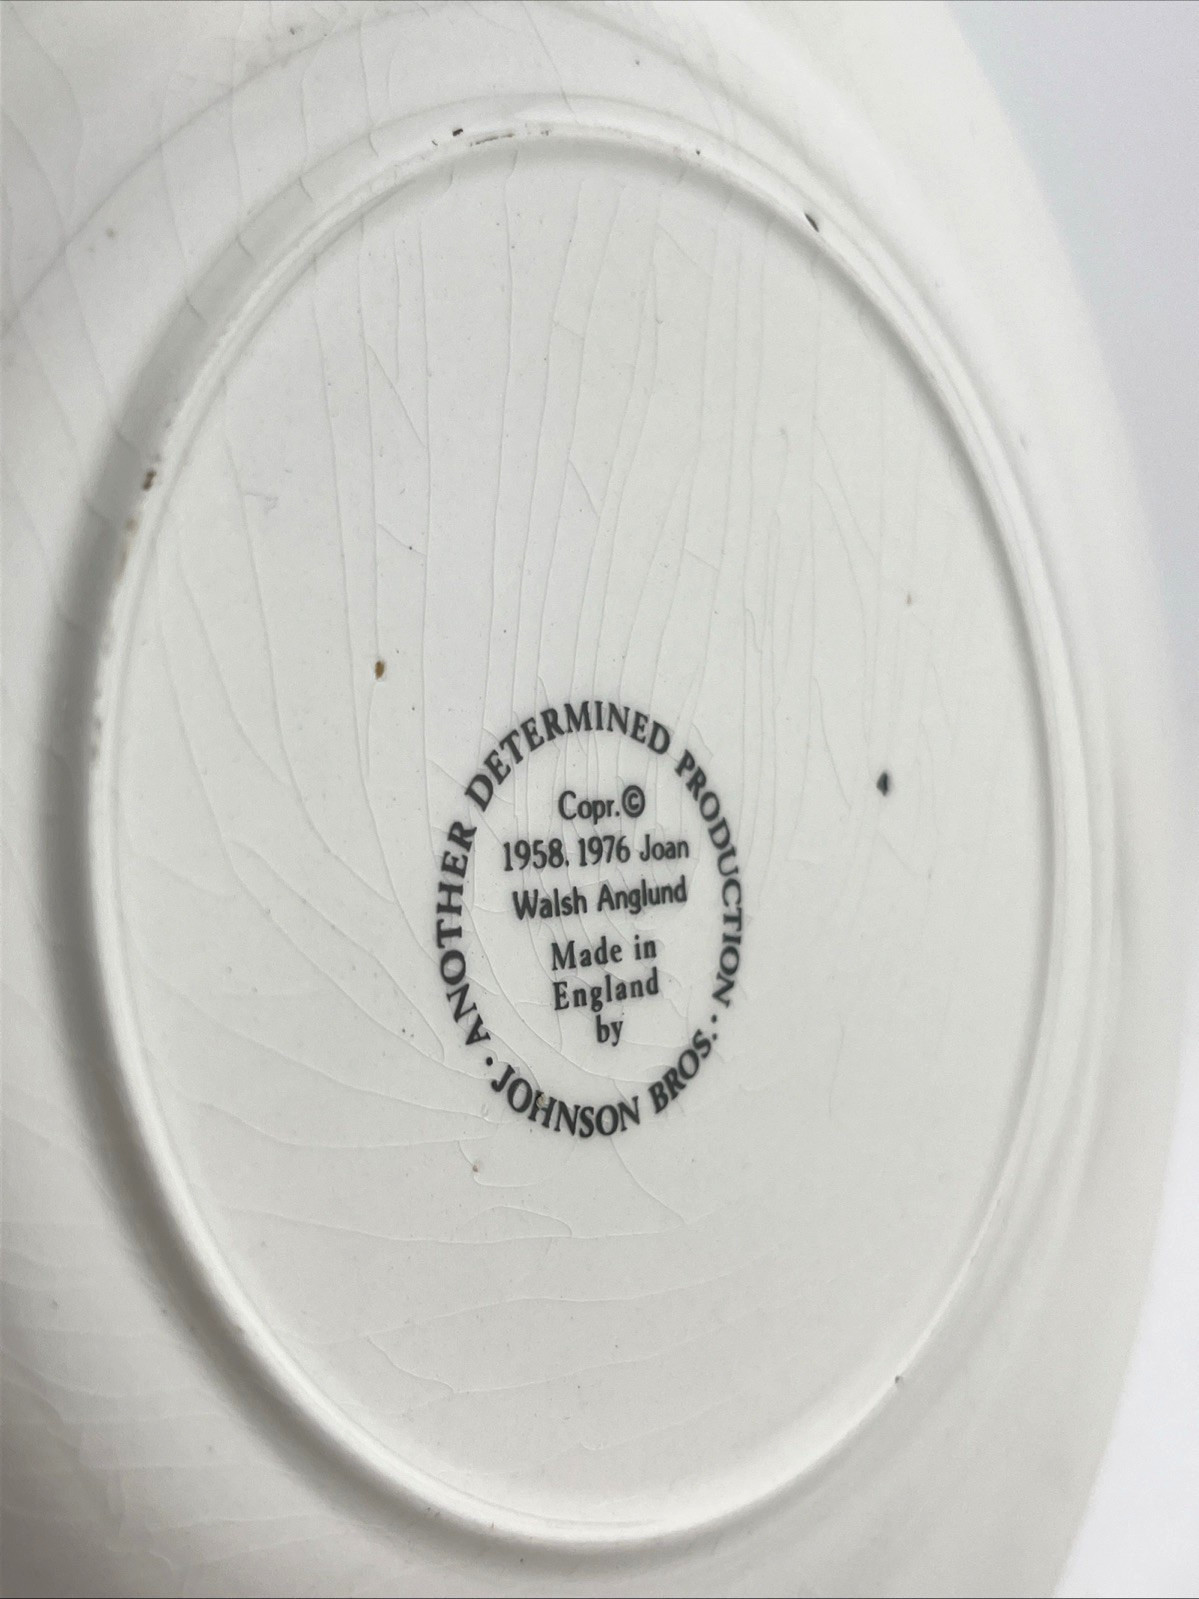 ANOTHER DETERMINED PRODUCTION.
Copr.©
1958. 1976 Joan
Walsh Anglund
Made in
England
by
· JOHNSON BROS. ·